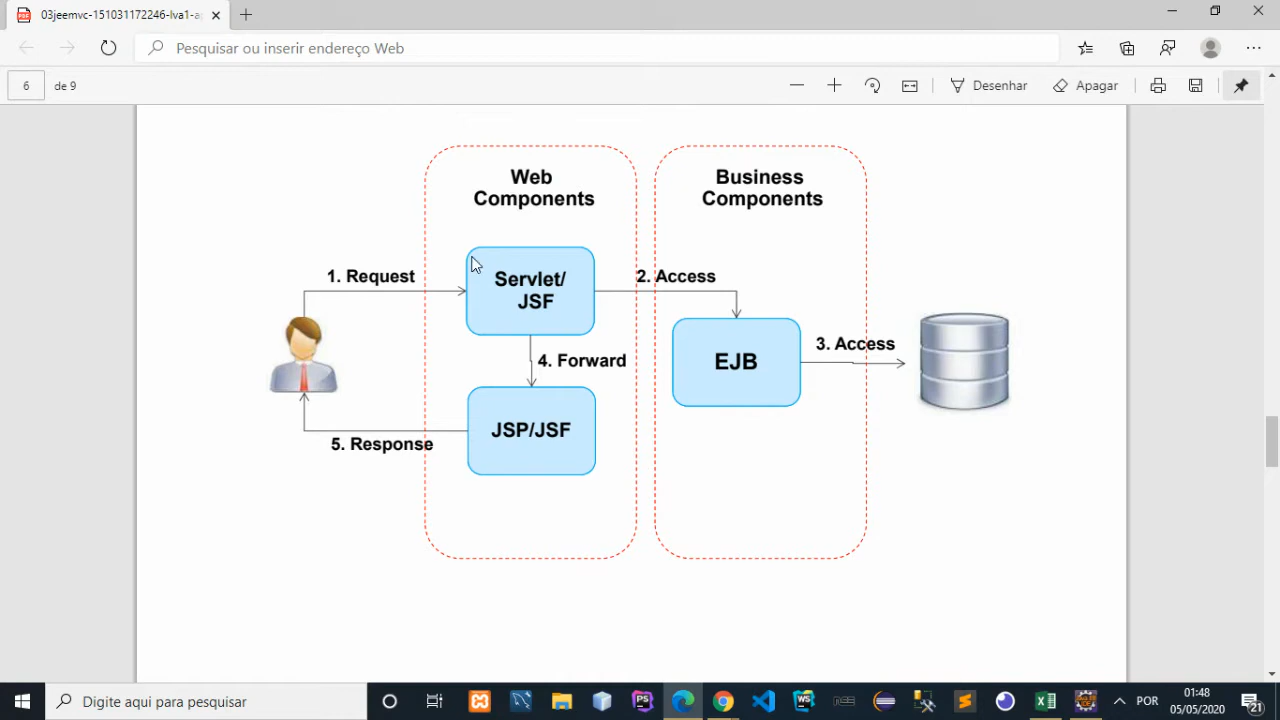 03jeemvc-151031172246-lva1-a
Pesquisar ou inserir endereço Web
6 de 9
Desenhar
Apagar
Web
Components
Business
Components
1. Request
Servlet/
JSF
2. Access
4. Forward
EJB
3. Access
JSP/JSF
5. Response
Digite aqui para pesquisar
POR
01:48
05/05/2020
21